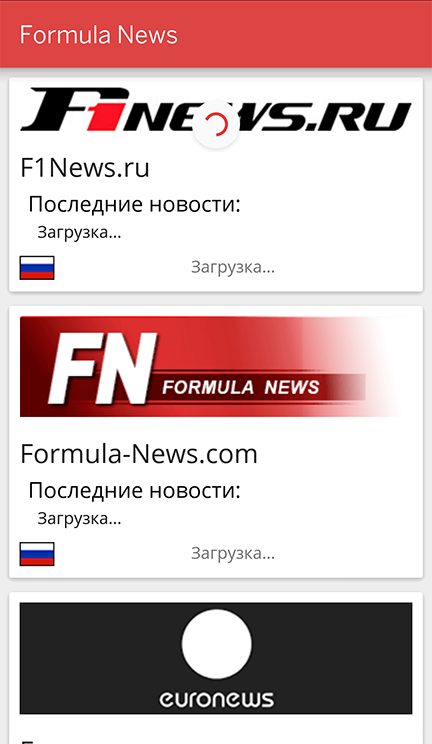 Formula News
F1NEWS.RU
F1News.ru
Последние новости:
Загрузка...
Загрузка...
FN FORMULA NEWS
Formula-News.com
Последние новости:
Загрузка...
Загрузка...
euronews